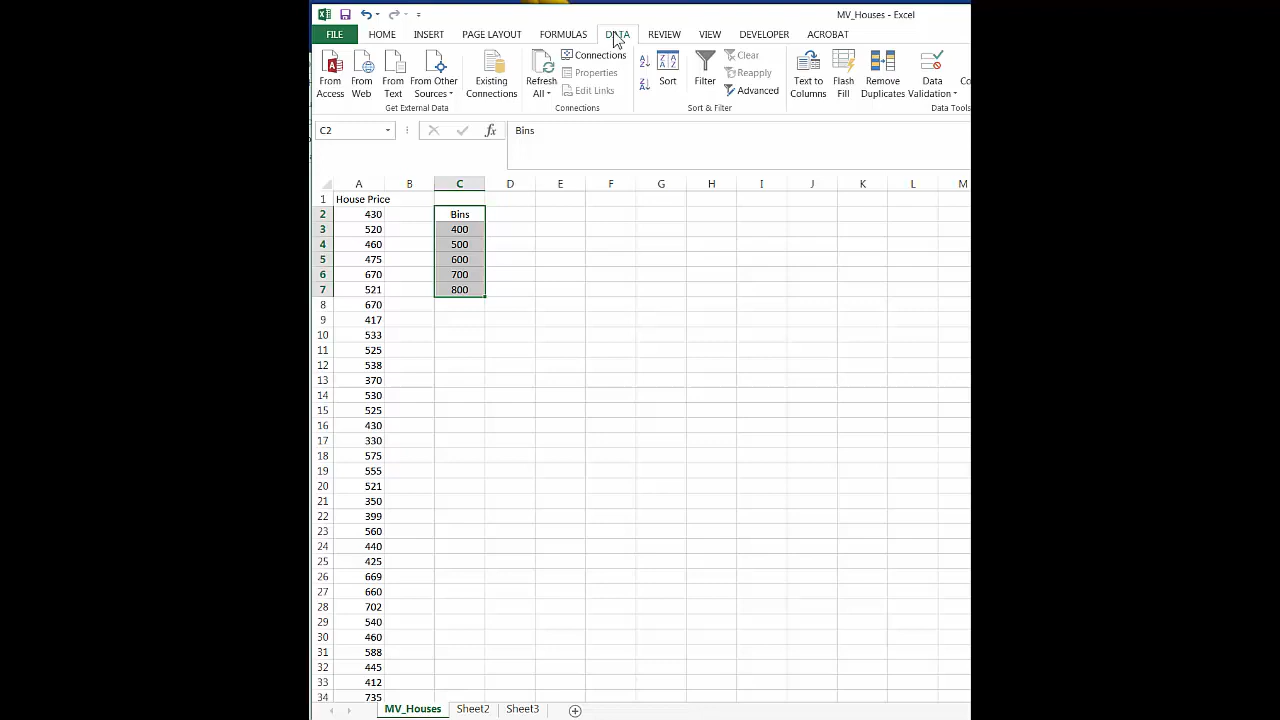 MV_Houses - Excel
FILE HOME INSERT PAGE LAYOUT FORMULAS DATA REVIEW VIEW DEVELOPER ACROBAT
From Access From Web From Text From Other Sources Existing Connections Refresh All Connections Properties Edit Links Sort Filter Clear Reapply Advanced Text to Columns Flash Fill Remove Duplicates Data Validation
Get External Data Connections Sort & Filter Data Tools
C2 fx Bins
A B C D E F G H I J K L M
1 House Price
2 430 Bins
3 520 400
4 460 500
5 475 600
6 670 700
7 521 800
8 670
9 417
10 533
11 525
12 538
13 370
14 530
15 525
16 430
17 330
18 575
19 555
20 521
21 350
22 399
23 560
24 440
25 425
26 669
27 660
28 702
29 540
30 460
31 588
32 445
33 412
34 735
MV_Houses Sheet2 Sheet3